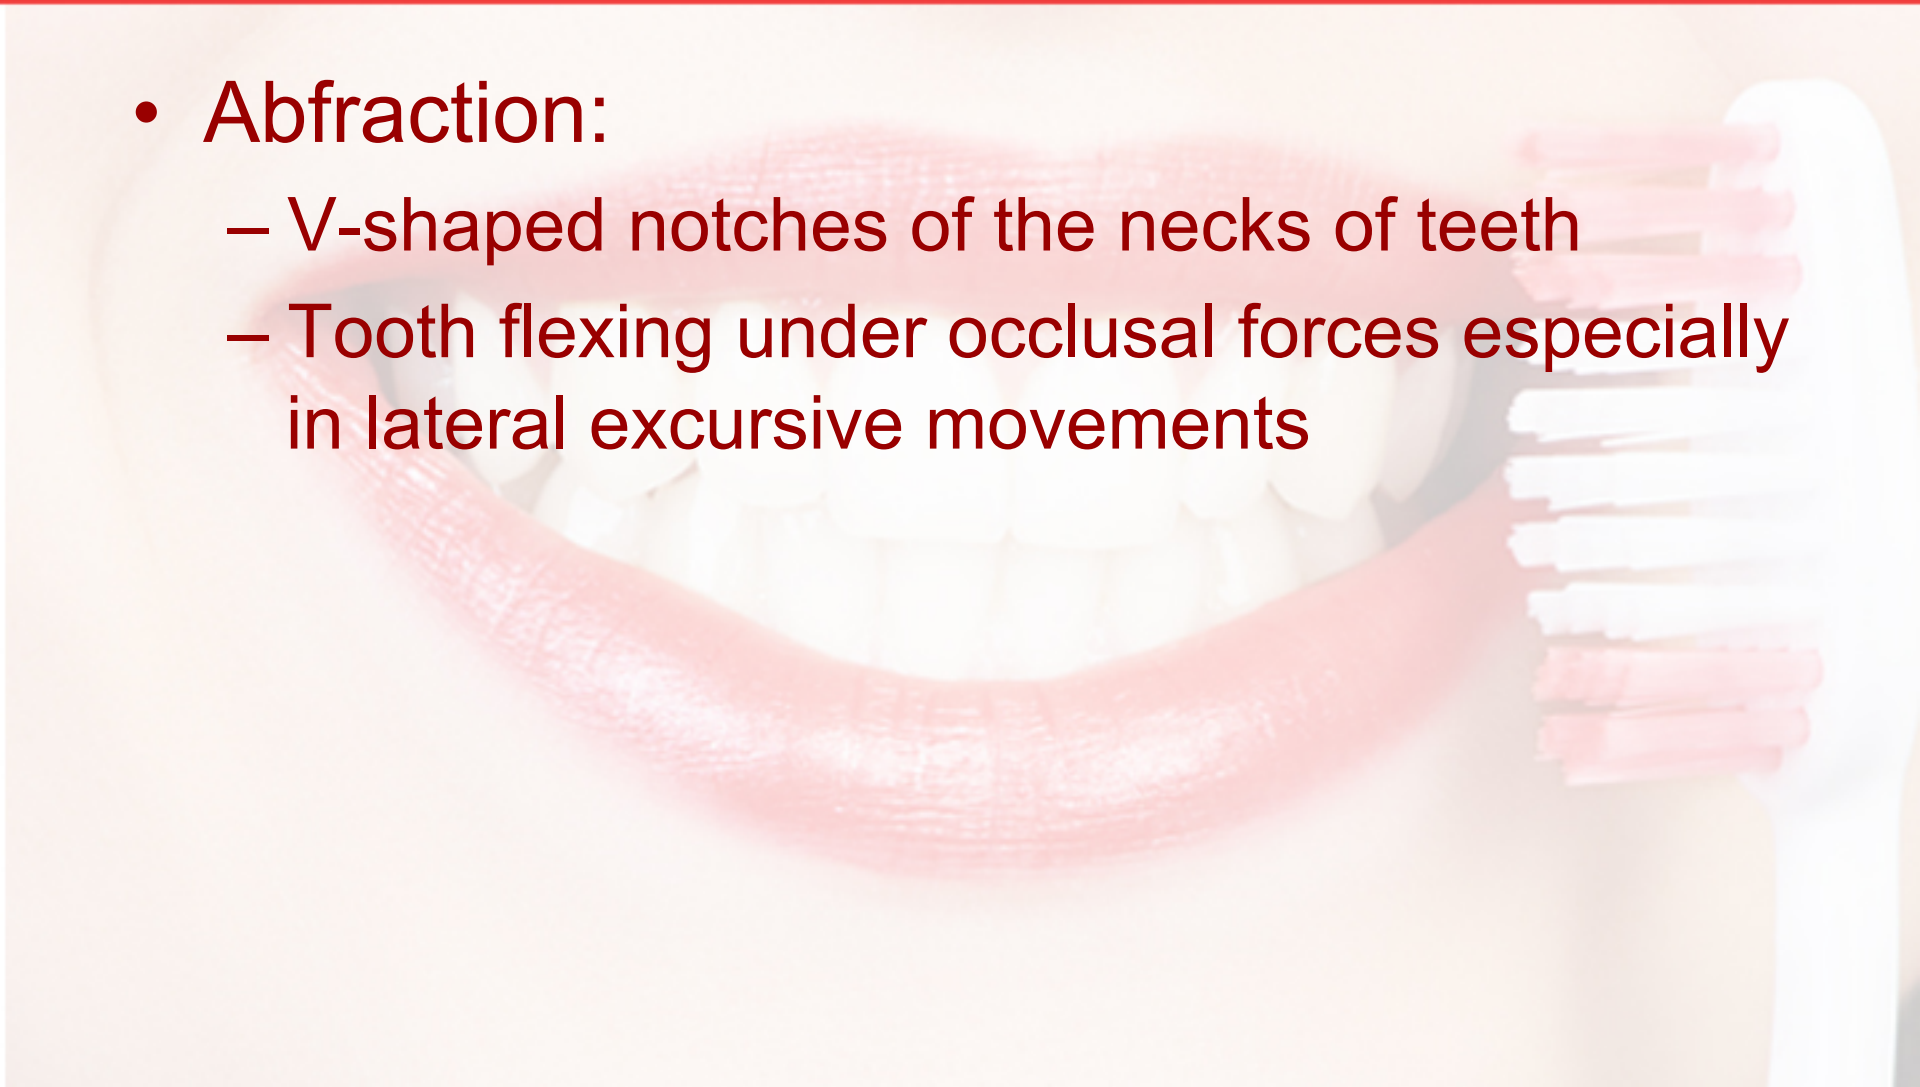 • Abfraction:
– V-shaped notches of the necks of teeth
– Tooth flexing under occlusal forces especially
in lateral excursive movements